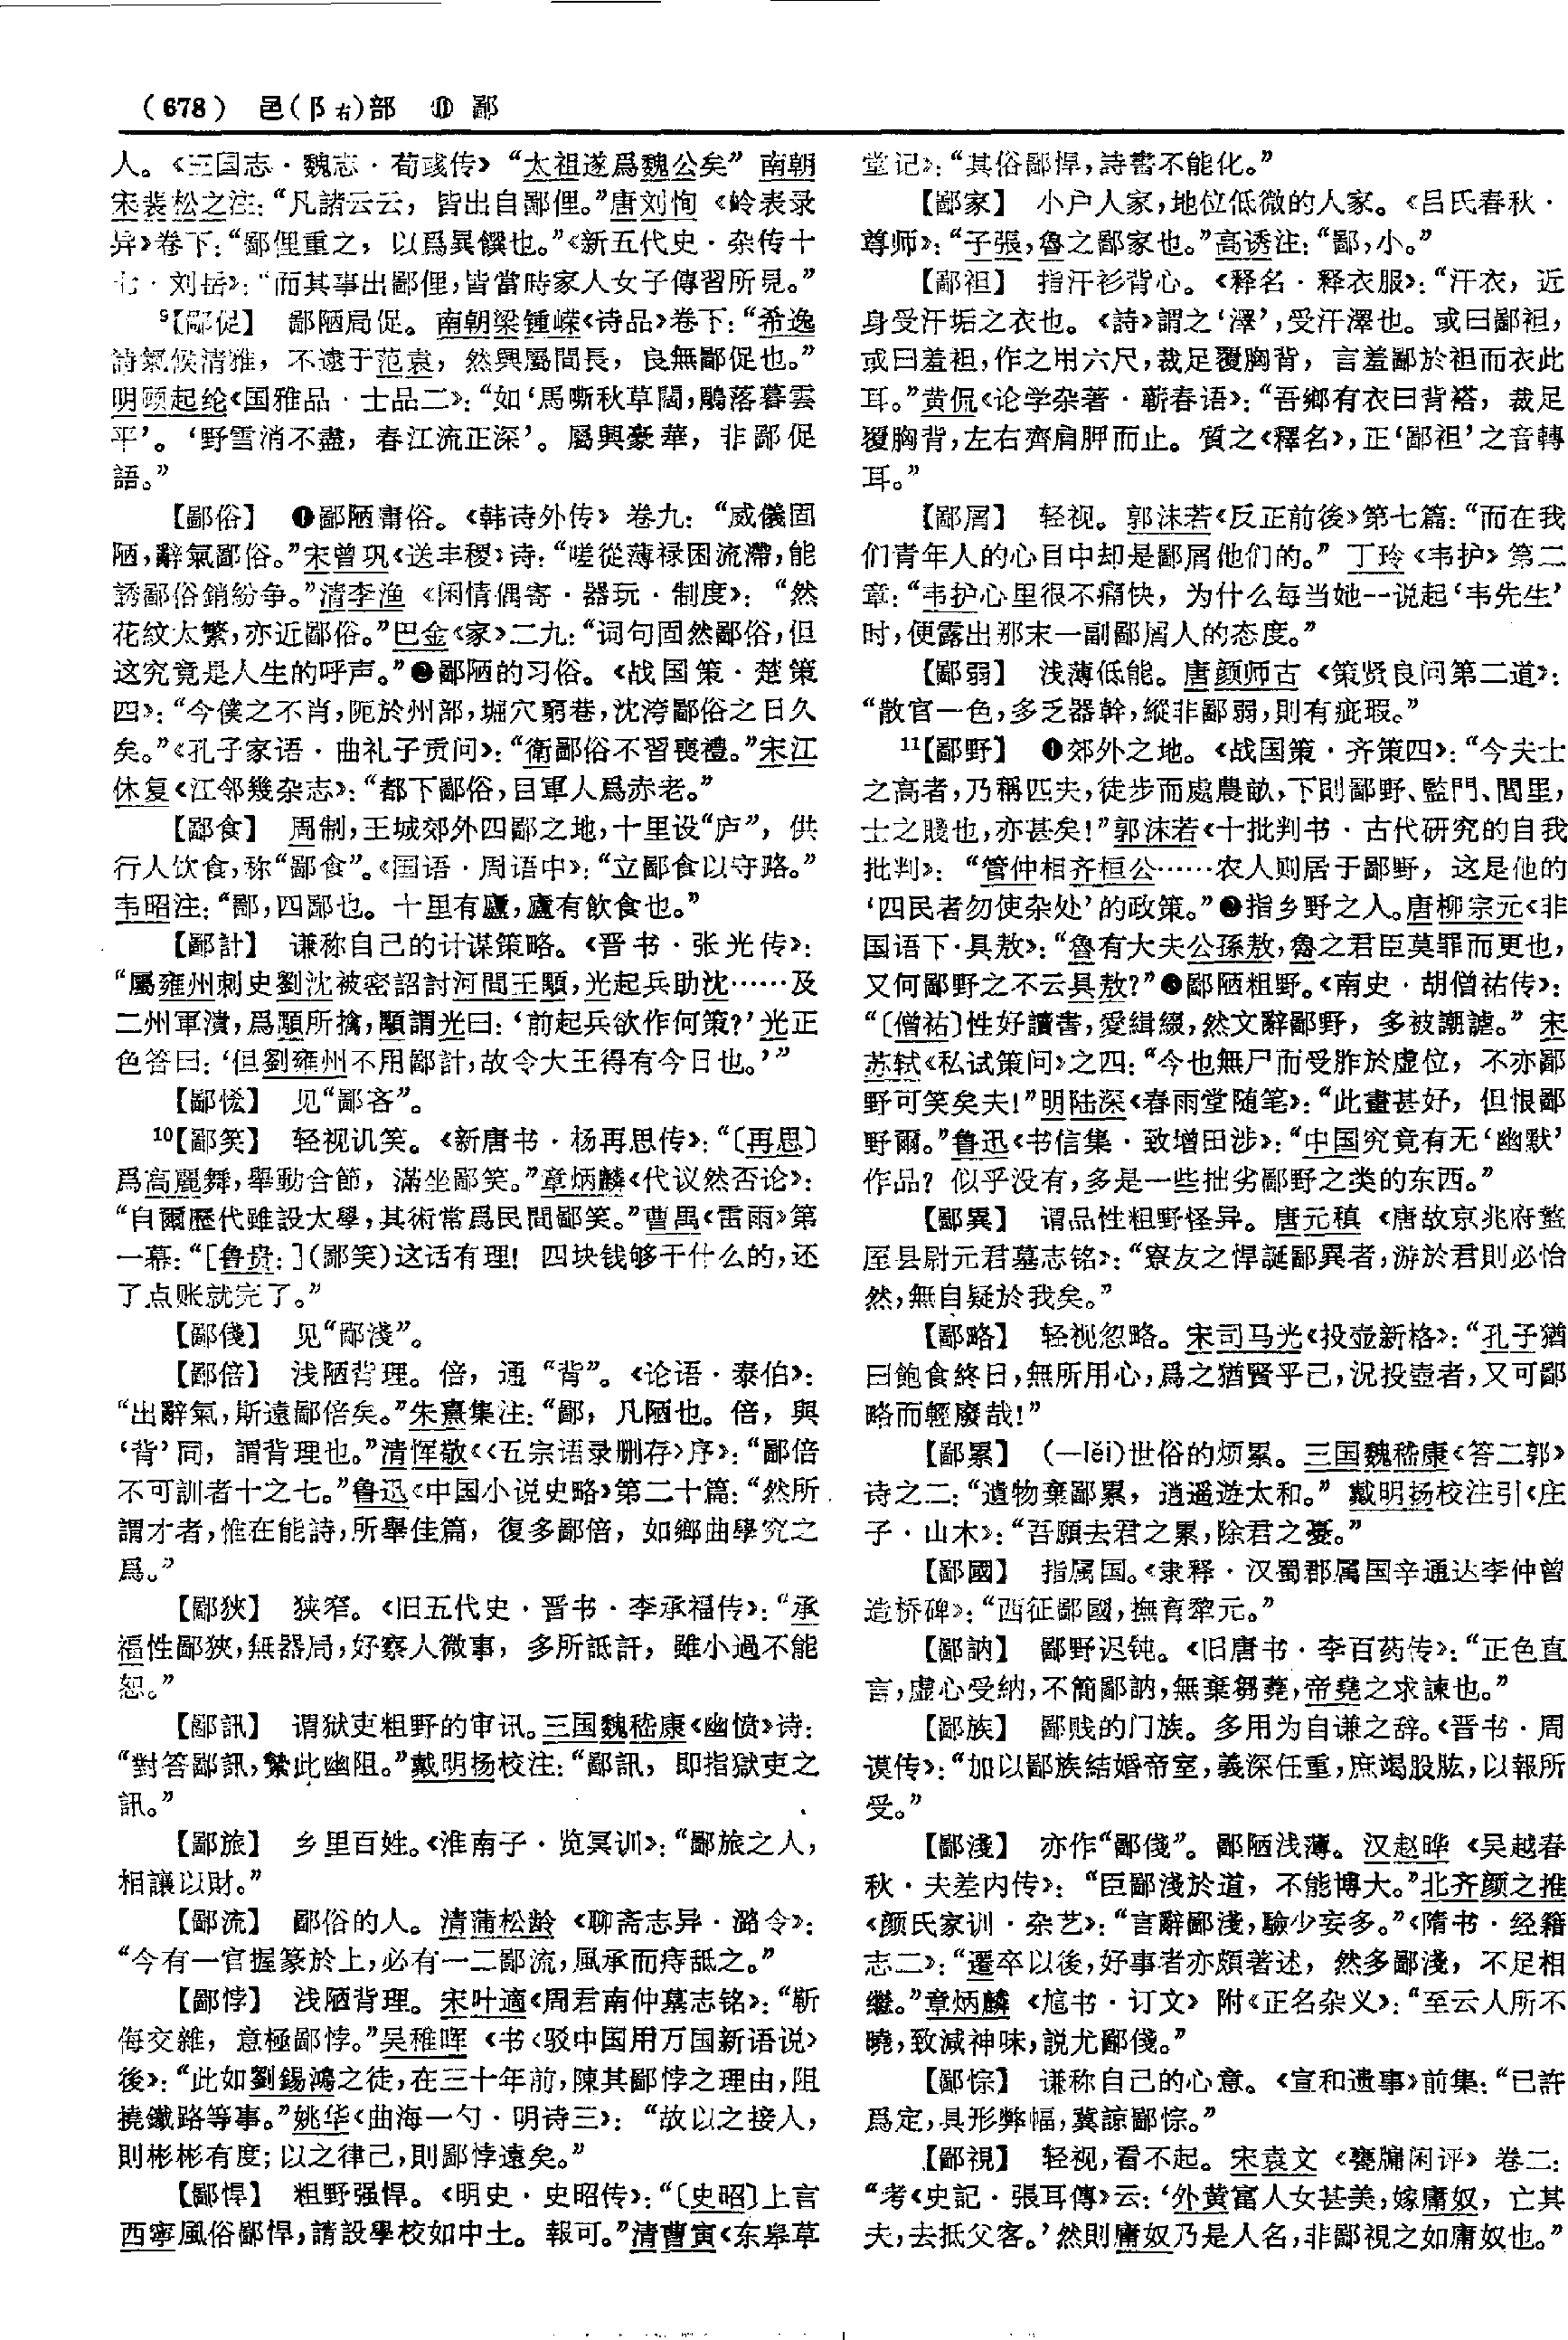 （678） 邑(阝右)部 ⑪ 鄙
人。《三国志·魏志·荀彧传》“太祖遂爲魏公矣”南朝
宋裴松之注：“凡諸云云，皆出自鄙俚。”唐刘恂《岭表录
异》卷下：“鄙俚重之，以爲異饌也。”《新五代史·杂传十
七·刘岳》：“而其事出鄙俚，皆當時家人女子傳習所見。”
9【鄙促】 鄙陋局促。南朝梁锺嵘《诗品》卷下：“希逸
詩氣候清雅，不逮于范袁，然興屬間長，良無鄙促也。”
明顾起纶《国雅品·士品二》：“如‘馬嘶秋草闊，鵰落暮雲
平’。‘野雪消不盡，春江流正深’。屬興豪華，非鄙促
語。”
【鄙俗】 ❶鄙陋庸俗。《韩诗外传》卷九：“威儀固
陋，辭氣鄙俗。”宋曾巩《送丰稷》诗：“嗟從薄禄困流滯，能
誘鄙俗銷紛争。”清李渔《闲情偶寄·器玩·制度》：“然
花紋太繁，亦近鄙俗。”巴金《家》二九：“词句固然鄙俗，但
这究竟是人生的呼声。”❷鄙陋的习俗。《战国策·楚策
四》：“今僕之不肖，阨於州部，堀穴窮巷，沈洿鄙俗之日久
矣。”《孔子家语·曲礼子贡问》：“衛鄙俗不習喪禮。”宋江
休复《江邻幾杂志》：“都下鄙俗，目軍人爲赤老。”
【鄙食】 周制，王城郊外四鄙之地，十里设“庐”，供
行人饮食，称“鄙食”。《国语·周语中》：“立鄙食以守路。”
韦昭注：“鄙，四鄙也。十里有廬，廬有飲食也。”
【鄙計】 谦称自己的计谋策略。《晋书·张光传》：
“屬雍州刺史劉沈被密詔討河間王顒，光起兵助沈……及
二州軍潰，爲顒所擒，顒謂光曰：‘前起兵欲作何策？’光正
色答曰：‘但劉雍州不用鄙計，故令大王得有今日也。’”
【鄙恡】 见“鄙吝”。
10【鄙笑】 轻视讥笑。《新唐书·杨再思传》：“〔再思〕
爲高麗舞，舉動合節，滿坐鄙笑。”章炳麟《代议然否论》：
“自爾歷代雖設太學，其術常爲民間鄙笑。”曹禺《雷雨》第
一幕：“［鲁贵：］（鄙笑）这话有理！四块钱够干什么的，还
了点账就完了。”
【鄙俴】 见“鄙淺”。
【鄙倍】 浅陋背理。倍，通“背”。《论语·泰伯》：
“出辭氣，斯遠鄙倍矣。”朱熹集注：“鄙，凡陋也。倍，與
‘背’同，謂背理也。”清恽敬《〈五宗语录删存〉序》：“鄙倍
不可訓者十之七。”鲁迅《中国小说史略》第二十篇：“然所
謂才者，惟在能詩，所舉佳篇，復多鄙倍，如鄉曲學究之
爲。”
【鄙狹】 狭窄。《旧五代史·晋书·李承福传》：“承
福性鄙狹，無器局，好察人微事，多所詆訐，雖小過不能
恕。”
【鄙訊】 谓狱吏粗野的审讯。三国魏嵇康《幽愤》诗：
“對答鄙訊，縶此幽阻。”戴明扬校注：“鄙訊，即指獄吏之
訊。”
【鄙旅】 乡里百姓。《淮南子·览冥训》：“鄙旅之人，
相讓以財。”
【鄙流】 鄙俗的人。清蒲松龄《聊斋志异·潞令》：
“今有一官握篆於上，必有一二鄙流，風承而痔舐之。”
【鄙悖】 浅陋背理。宋叶適《周君南仲墓志铭》：“靳
侮交雜，意極鄙悖。”吴稚晖《书〈驳中国用万国新语说〉
後》：“此如劉錫鴻之徒，在三十年前，陳其鄙悖之理由，阻
撓鐵路等事。”姚华《曲海一勺·明诗三》：“故以之接人，
則彬彬有度；以之律己，則鄙悖遠矣。”
【鄙悍】 粗野强悍。《明史·史昭传》：“〔史昭〕上言
西寧風俗鄙悍，請設學校如中土。報可。”清曹寅《东皋草
堂记》：“其俗鄙悍，詩書不能化。”
【鄙家】 小户人家，地位低微的人家。《吕氏春秋·
尊师》：“子張，魯之鄙家也。”高诱注：“鄙，小。”
【鄙袒】 指汗衫背心。《释名·释衣服》：“汗衣，近
身受汗垢之衣也。《詩》謂之‘澤’，受汗澤也。或曰鄙袒，
或曰羞袒，作之用六尺，裁足覆胸背，言羞鄙於袒而衣此
耳。”黄侃《论学杂著·蕲春语》：“吾鄉有衣曰背褡，裁足
覆胸背，左右齊肩胛而止。質之《釋名》，正‘鄙袒’之音轉
耳。”
【鄙屑】 轻视。郭沫若《反正前後》第七篇：“而在我
们青年人的心目中却是鄙屑他们的。”丁玲《韦护》第二
章：“韦护心里很不痛快，为什么每当她一说起‘韦先生’
时，便露出那末一副鄙屑人的态度。”
【鄙弱】 浅薄低能。唐颜师古《策贤良问第二道》：
“散官一色，多乏器幹，縱非鄙弱，則有疵瑕。”
11【鄙野】 ❶郊外之地。《战国策·齐策四》：“今夫士
之高者，乃稱匹夫，徒步而處農畝，下則鄙野、監門、閭里，
士之賤也，亦甚矣！”郭沫若《十批判书·古代研究的自我
批判》：“管仲相齐桓公……农人则居于鄙野，这是他的
‘四民者勿使杂处’的政策。”❷指乡野之人。唐柳宗元《非
国语下·具敖》：“魯有大夫公孫敖，魯之君臣莫罪而更也，
又何鄙野之不云具敖？”❸鄙陋粗野。《南史·胡僧祐传》：
“〔僧祐〕性好讀書，愛緝綴，然文辭鄙野，多被謿謔。”宋
苏轼《私试策问》之四：“今也無尸而受胙於虚位，不亦鄙
野可笑矣夫！”明陆深《春雨堂随笔》：“此畫甚好，但恨鄙
野爾。”鲁迅《书信集·致增田涉》：“中国究竟有无‘幽默’
作品？似乎没有，多是一些拙劣鄙野之类的东西。”
【鄙異】 谓品性粗野怪异。唐元稹《唐故京兆府盩
厔县尉元君墓志铭》：“寮友之悍誕鄙異者，游於君則必怡
然，無自疑於我矣。”
【鄙略】 轻视忽略。宋司马光《投壶新格》：“孔子猶
曰飽食終日，無所用心，爲之猶賢乎已，況投壺者，又可鄙
略而輕廢哉！”
【鄙累】 （—lěi）世俗的烦累。三国魏嵇康《答二郭》
诗之二：“遺物棄鄙累，逍遥遊太和。”戴明扬校注引《庄
子·山木》：“吾願去君之累，除君之憂。”
【鄙國】 指属国。《隶释·汉蜀郡属国辛通达李仲曾
造桥碑》：“西征鄙國，撫育犂元。”
【鄙訥】 鄙野迟钝。《旧唐书·李百药传》：“正色直
言，虚心受納，不簡鄙訥，無棄芻蕘，帝堯之求諫也。”
【鄙族】 鄙贱的门族。多用为自谦之辞。《晋书·周
谟传》：“加以鄙族結婚帝室，義深任重，庶竭股肱，以報所
受。”
【鄙淺】 亦作“鄙俴”。鄙陋浅薄。汉赵晔《吴越春
秋·夫差内传》：“臣鄙淺於道，不能博大。”北齐颜之推
《颜氏家训·杂艺》：“言辭鄙淺，驗少妄多。”《隋书·经籍
志二》：“遷卒以後，好事者亦頗著述，然多鄙淺，不足相
繼。”章炳麟《訄书·订文》附《正名杂义》：“至云人所不
曉，致減神味，説尤鄙俴。”
【鄙悰】 谦称自己的心意。《宣和遗事》前集：“已許
爲定，具形弊幅，冀諒鄙悰。”
【鄙視】 轻视，看不起。宋袁文《甕牖闲评》卷二：
“考《史記·張耳傳》云：‘外黄富人女甚美，嫁庸奴，亡其
夫，去抵父客。’然則庸奴乃是人名，非鄙視之如庸奴也。”